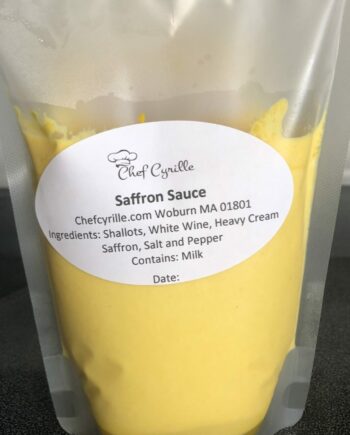 Chef Cyrille
Saffron Sauce
Chefcyrille.com Woburn MA 01801
Ingredients: Shallots, White Wine, Heavy Cream
Saffron, Salt and Pepper
Contains: Milk
Date: